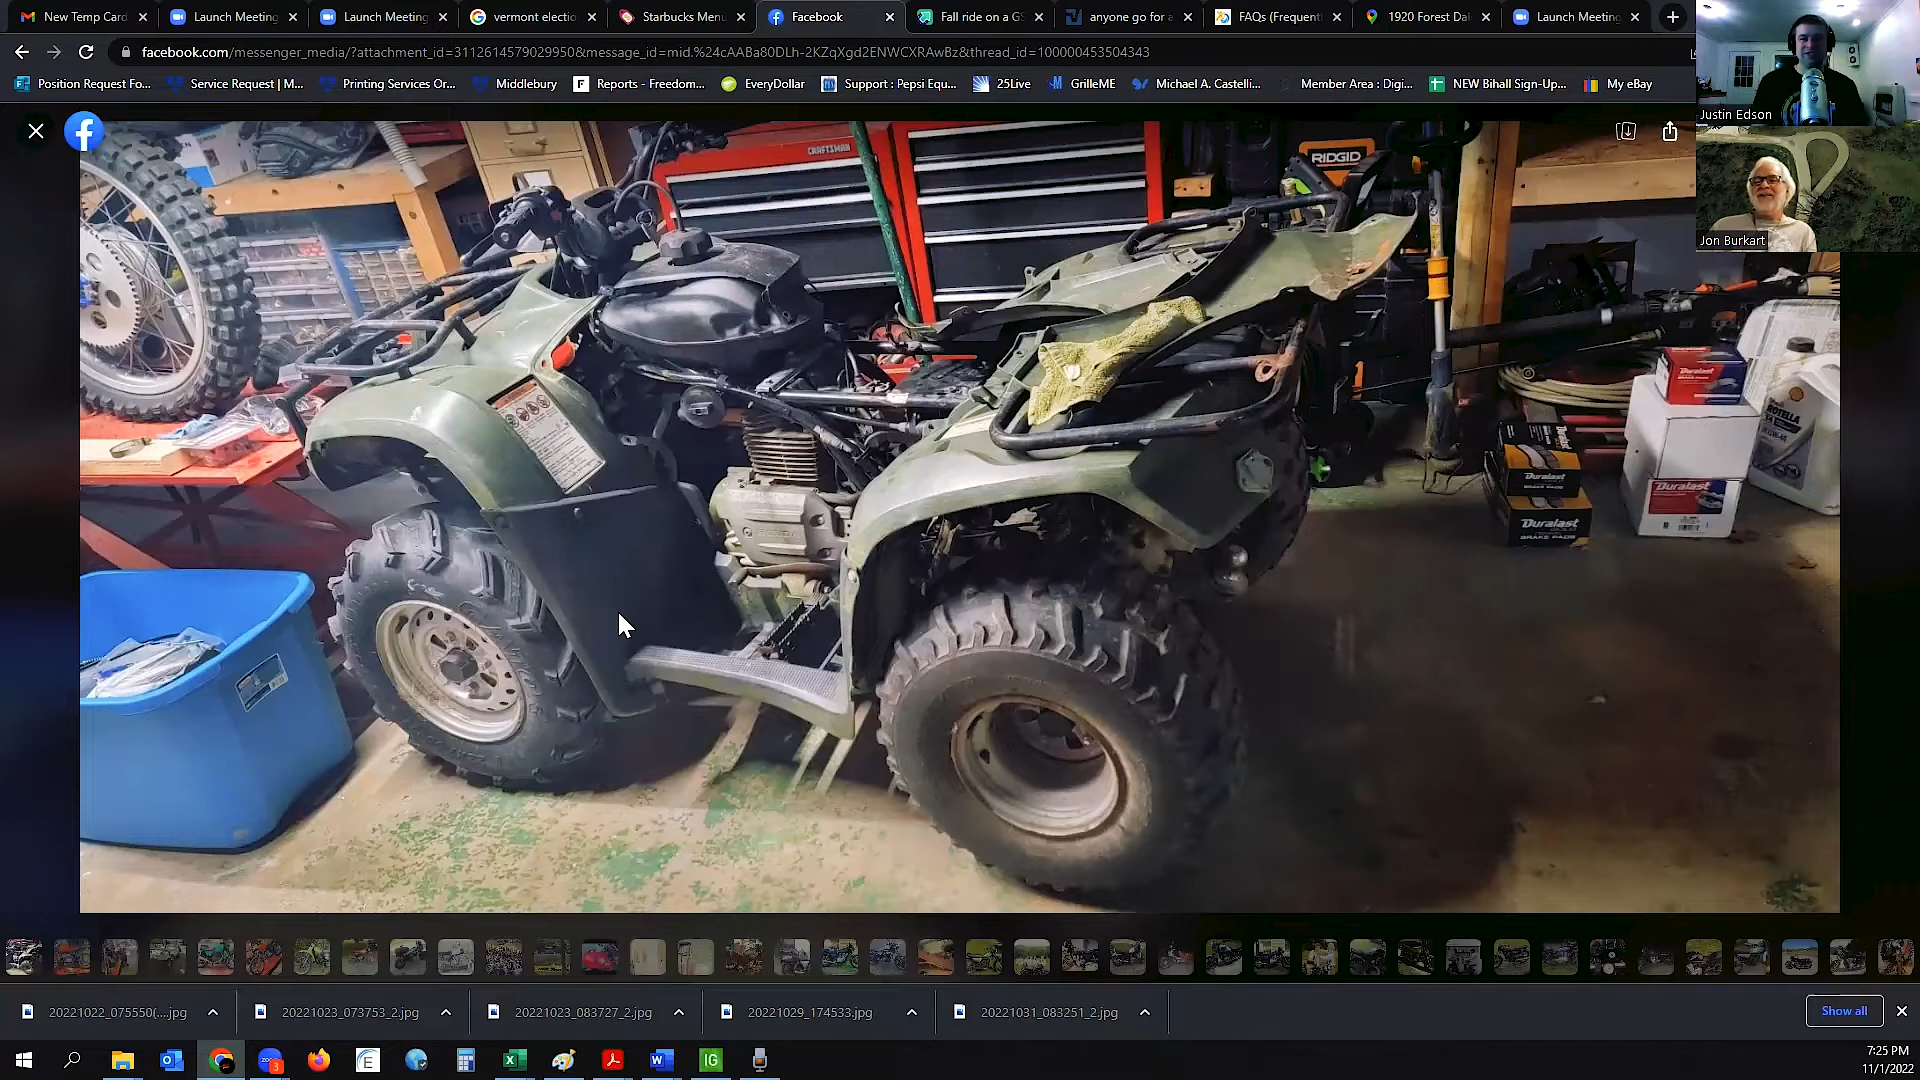 New Temp Card
Launch Meeting
Launch Meeting
vermont electio
Starbucks Menu
Facebook
Fall ride on a GS
anyone go for a
FAQs (Frequent
1920 Forest Dal
Launch Meeting
facebook.com/messenger_media/?attachment_id=3112614579029950&message_id=mid.%24cAABa80DLh-2KZqXgd2ENWCXRAwBz&thread_id=100000453504343
Position Request Fo...
Service Request | M...
Printing Services Or...
Middlebury
Reports - Freedom...
EveryDollar
Support : Pepsi Equ...
25Live
GrilleME
Michael A. Castelli...
Member Area : Digi...
NEW Bihall Sign-Up...
My eBay
Justin Edson
Jon Burkart
CRAFTSMAN
RIDGID
Duralast
ROTELLA
Duralast
Duralast
Duralast
BRAKE PADS
20221022_075550(....jpg
20221023_073753_2.jpg
20221023_083727_2.jpg
20221029_174533.jpg
20221031_083251_2.jpg
Show all
7:25 PM
11/1/2022